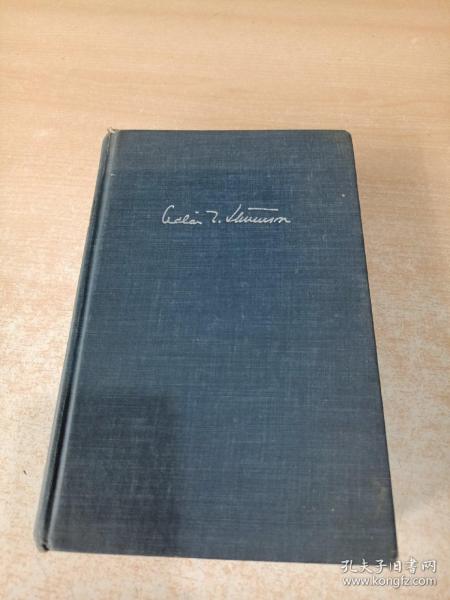 Adlai E. Stevenson
孔夫子旧书网
www.kongfz.com